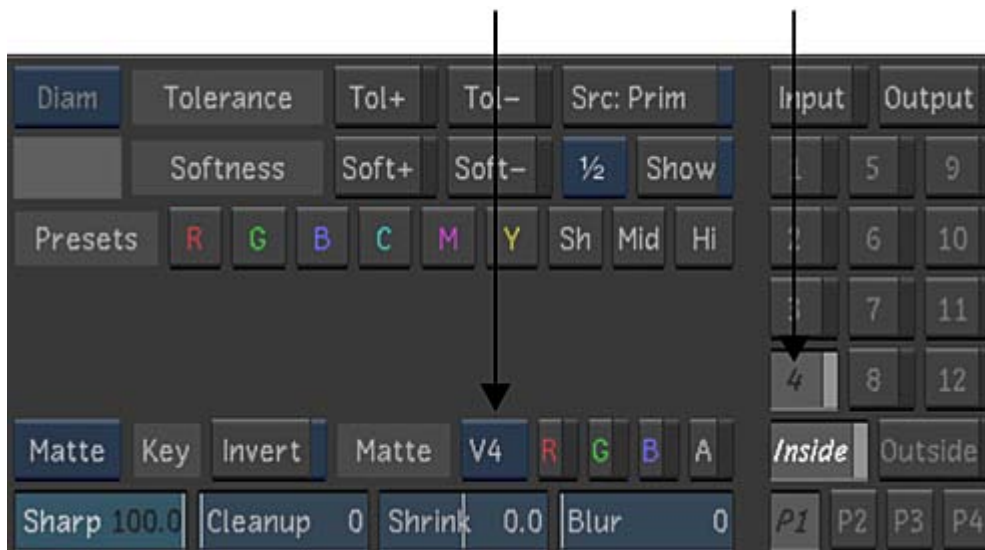 Diam Tolerance Tol+ Tol- Src: Prim Input Output
Softness Soft+ Soft- ½ Show 1 5 9
Presets R G B C M Y Sh Mid Hi 2 6 10
3 7 11
4 8 12
Matte Key Invert Matte V4 R G B A Inside Outside
Sharp 100.0 Cleanup 0 Shrink 0.0 Blur 0 P1 P2 P3 P4